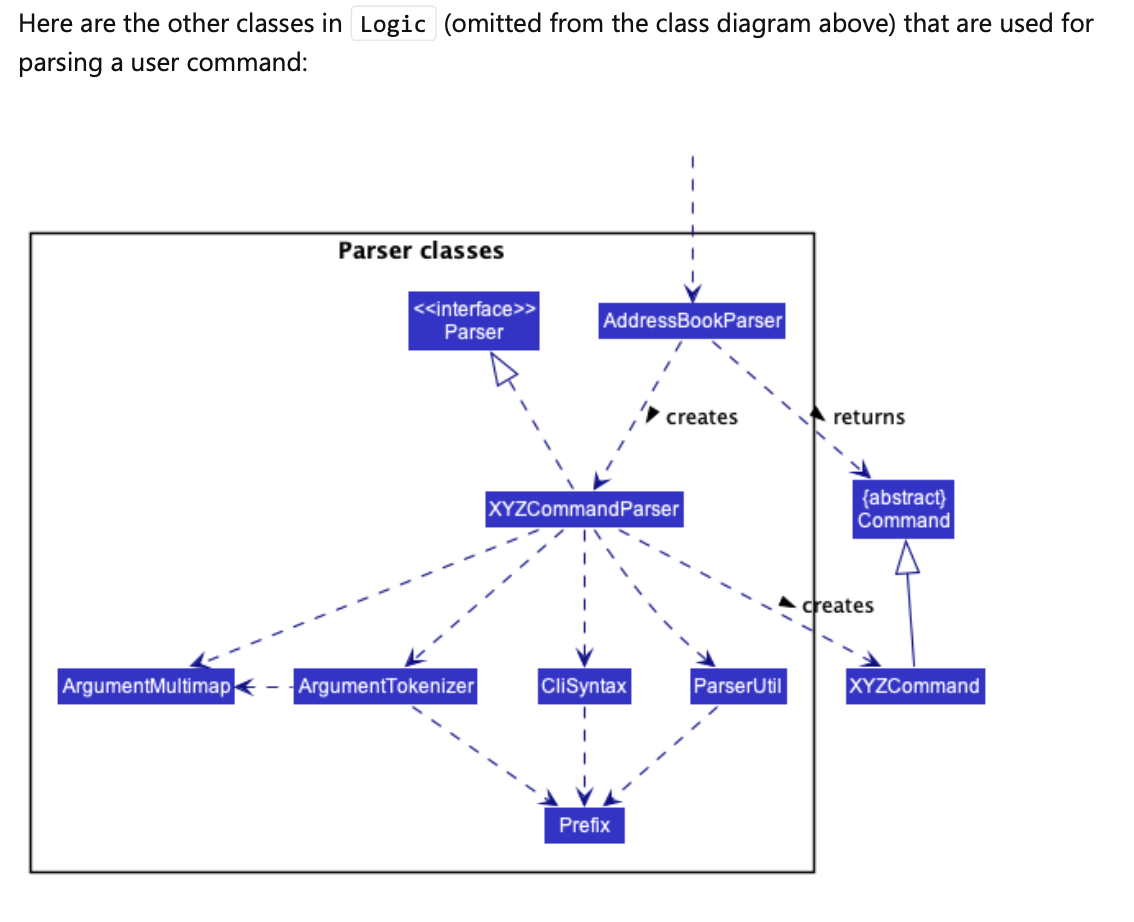 Here are the other classes in Logic (omitted from the class diagram above) that are used for
parsing a user command:
Parser classes
<<interface>>
Parser
AddressBookParser
creates
returns
XYZCommandParser
{abstract}
Command
creates
ArgumentMultimap
ArgumentTokenizer
CliSyntax
ParserUtil
XYZCommand
Prefix